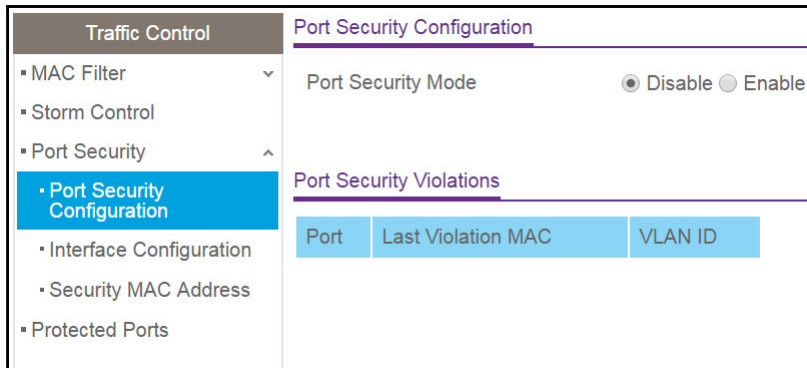 Traffic Control
MAC Filter
Storm Control
Port Security
Port Security
Configuration
Interface Configuration
Security MAC Address
Protected Ports
Port Security Configuration
Port Security Mode Disable Enable
Port Security Violations
Port Last Violation MAC VLAN ID